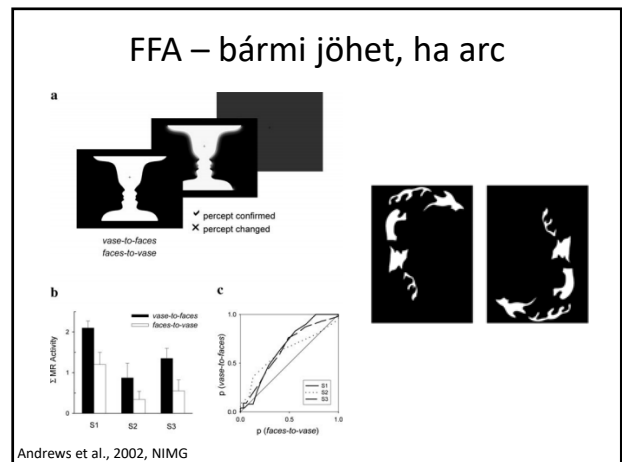 FFA – bármi jöhet, ha arc
a
✓ percept confirmed
✕ percept changed
vase-to-faces
faces-to-vase
b
vase-to-faces
faces-to-vase
Σ MR Activity
2
1
0
S1
S2
S3
c
p (vase-to-faces)
1.0
0.5
0.0
S1
S2
S3
0.0
0.5
1.0
p (faces-to-vase)
Andrews et al., 2002, NIMG